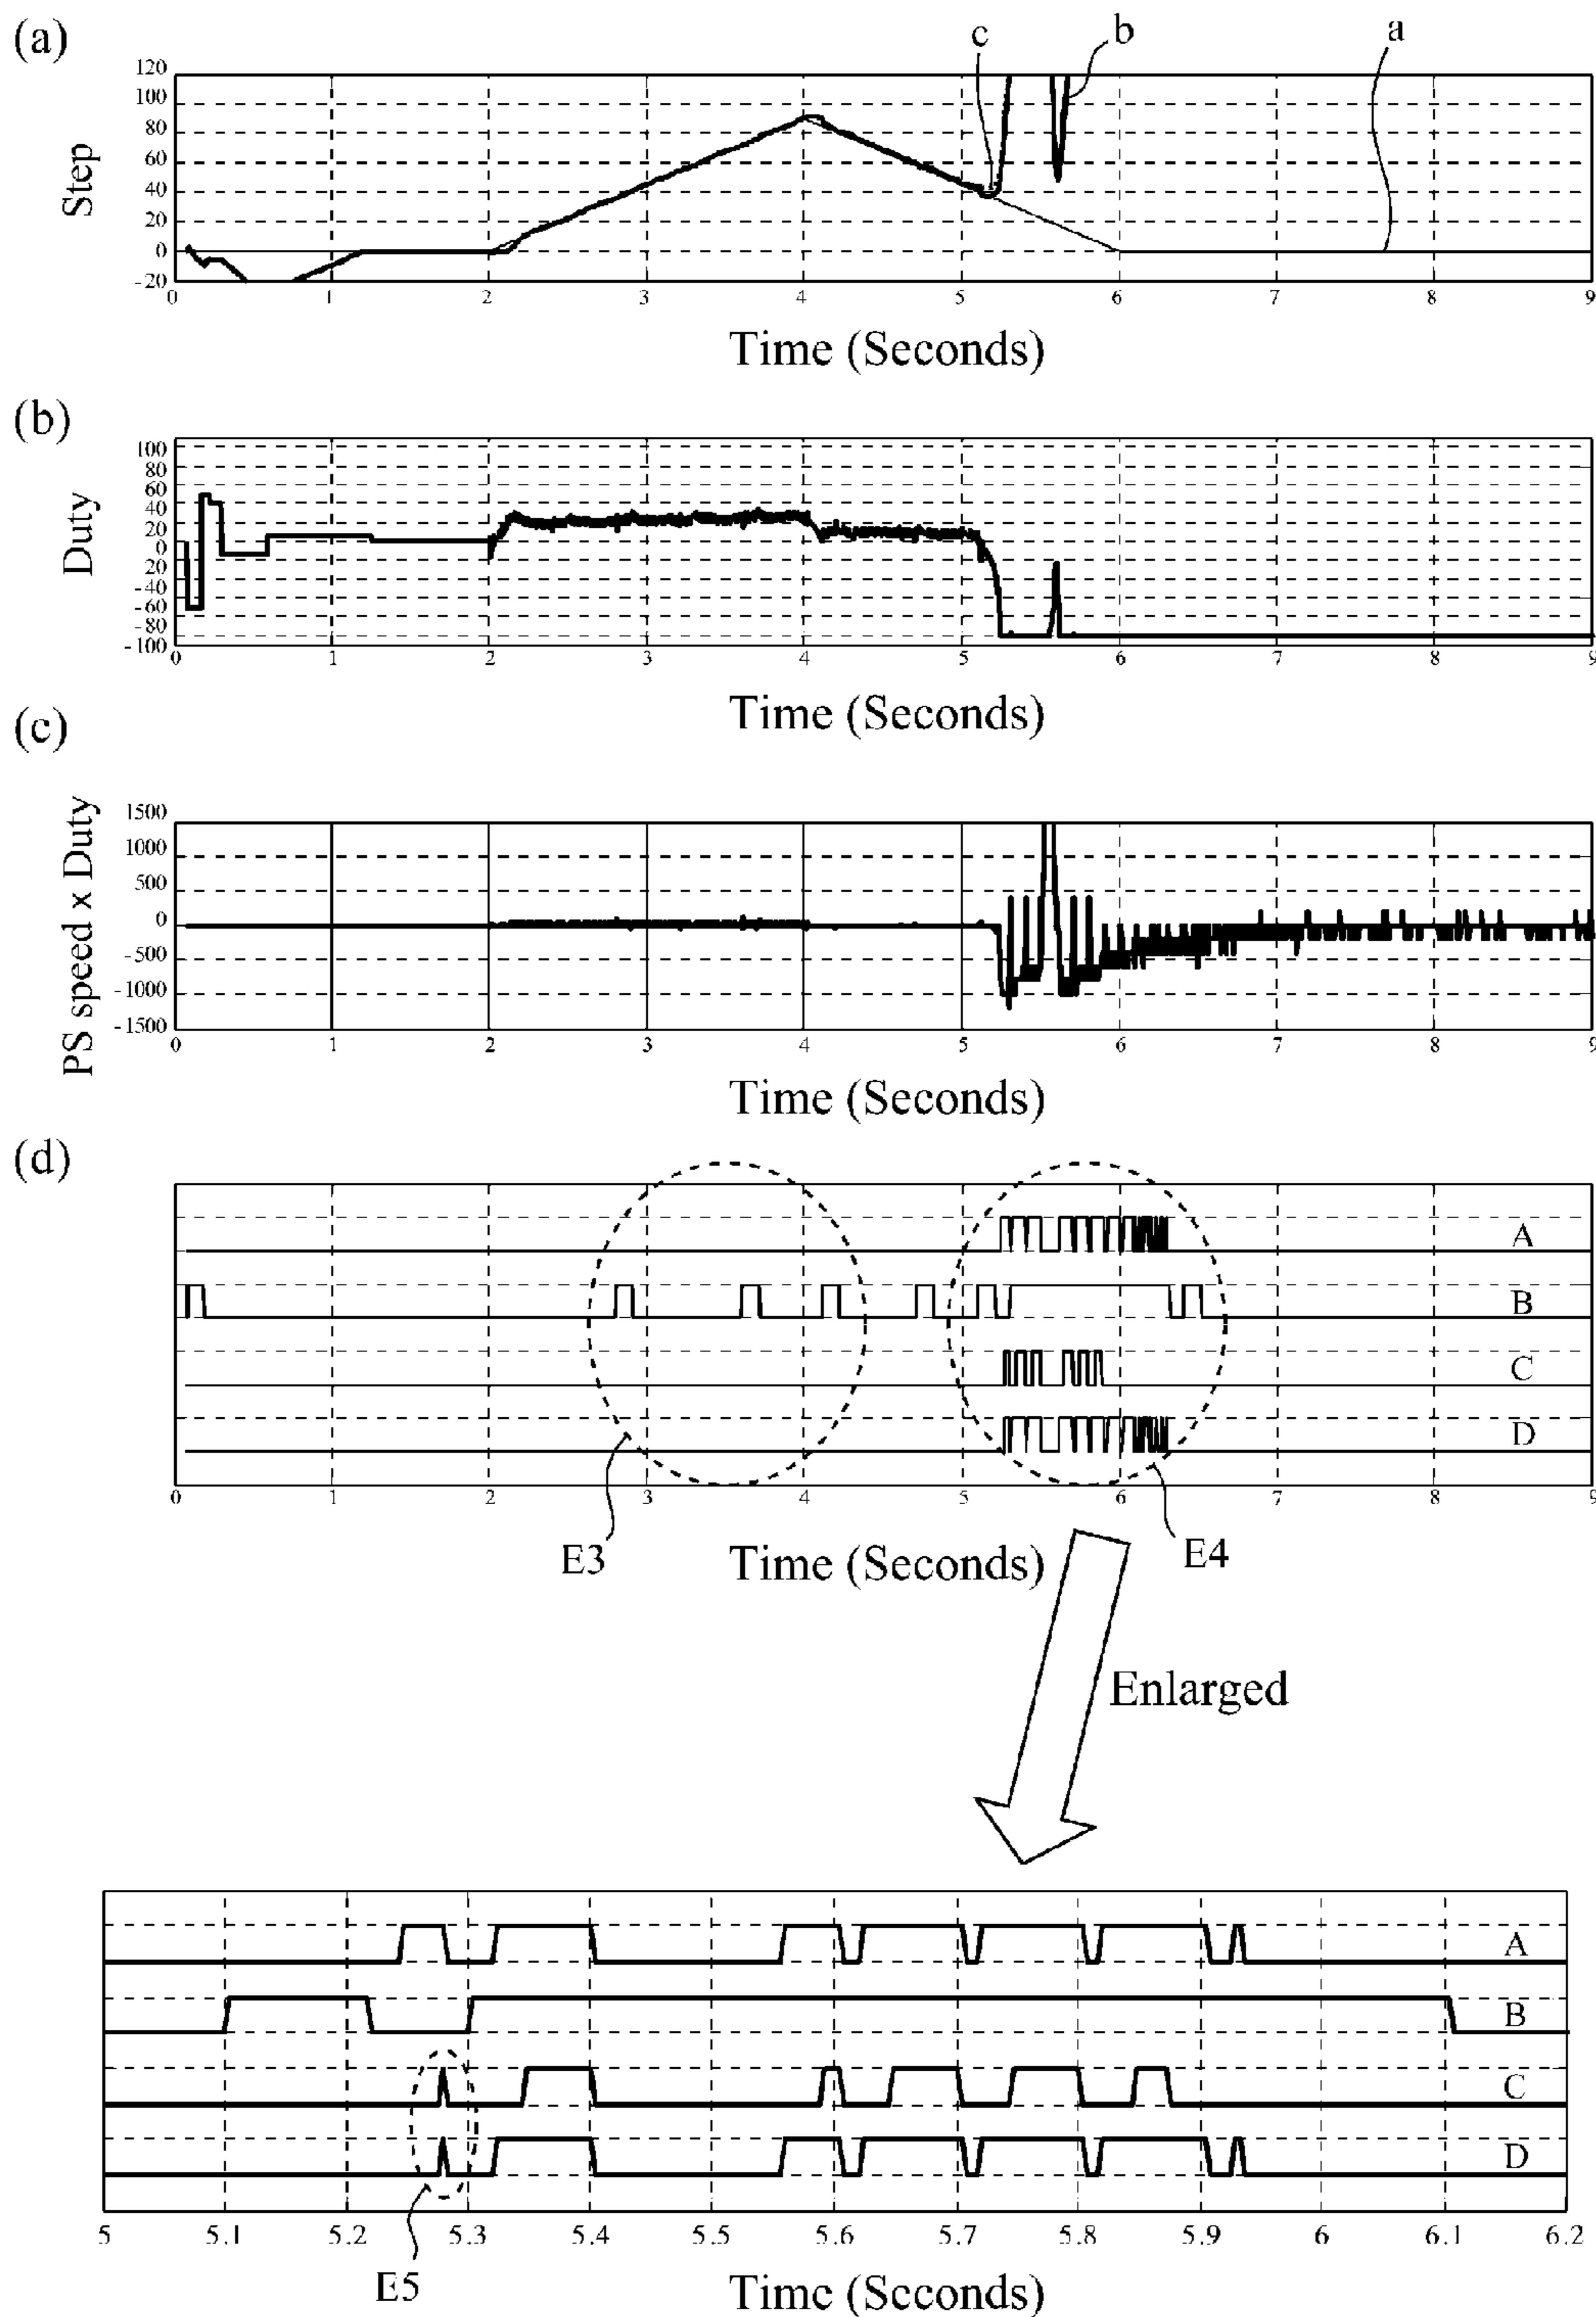 (a)
c
b
a
120
100
80
60
40
20
0
-20
Step
0 1 2 3 4 5 6 7 8 9
Time (Seconds)
(b)
100
80
60
40
20
0
20
-40
-60
-80
-100
Duty
0 1 2 3 4 5 6 7 8 9
Time (Seconds)
(c)
1500
1000
500
0
-500
-1000
-1500
PS speed x Duty
0 1 2 3 4 5 6 7 8 9
Time (Seconds)
(d)
A
B
C
D
0 1 2 3 4 5 6 7 8 9
E3
Time (Seconds)
E4
Enlarged
A
B
C
D
5 5.1 5.2 5.3 5.4 5.5 5.6 5.7 5.8 5.9 6 6.1 6.2
E5
Time (Seconds)